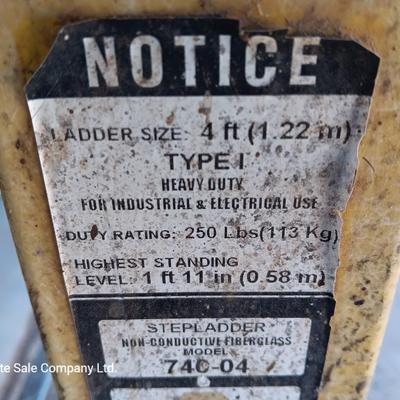 NOTICE
LADDER SIZE: 4 ft (1.22 m)
TYPE I
HEAVY DUTY
FOR INDUSTRIAL & ELECTRICAL USE
DUTY RATING: 250 Lbs(113 Kg)
HIGHEST STANDING
LEVEL: 1 ft 11 in (0.58 m)
STEPLADDER
NON-CONDUCTIVE FIBERGLASS
MODEL
740-04
te Sale Company Ltd.